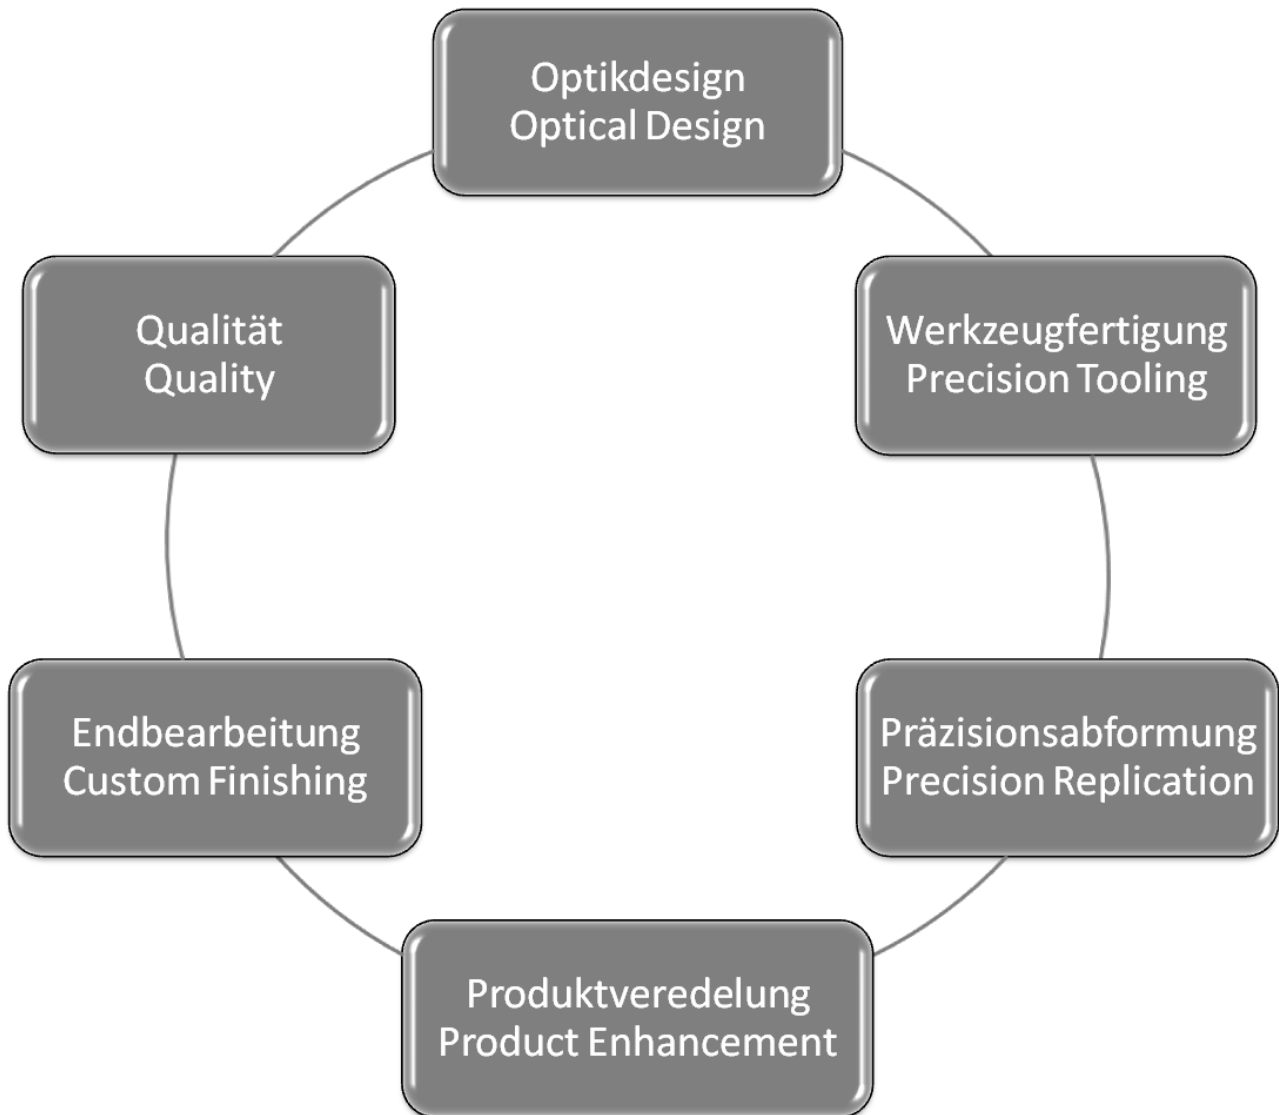 Optikdesign
Optical Design
Qualität
Quality
Werkzeugfertigung
Precision Tooling
Endbearbeitung
Custom Finishing
Präzisionsabformung
Precision Replication
Produktveredelung
Product Enhancement